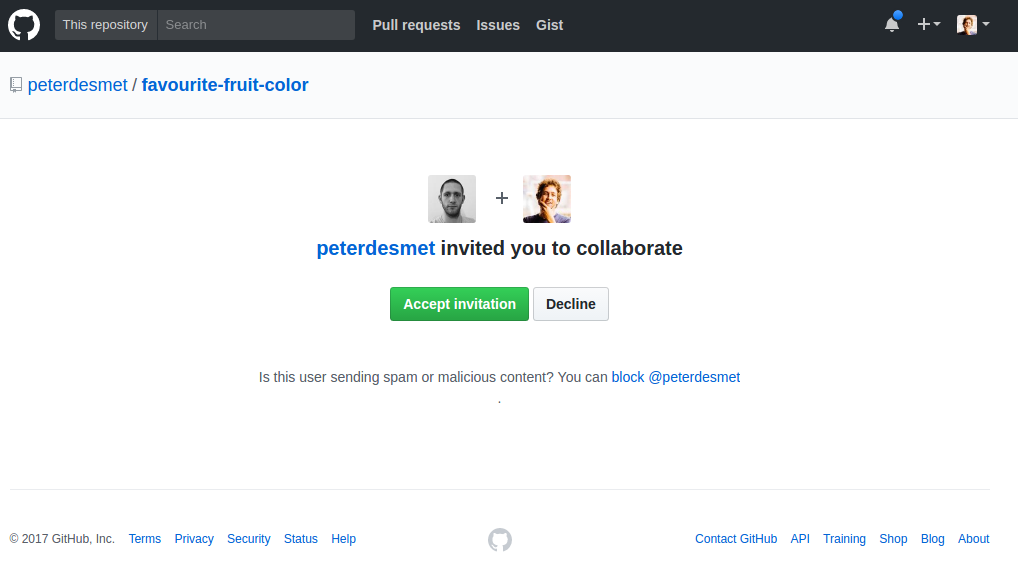 This repository Search Pull requests Issues Gist
peterdesmet / favourite-fruit-color
peterdesmet invited you to collaborate
Accept invitation Decline
Is this user sending spam or malicious content? You can block @peterdesmet
.
© 2017 GitHub, Inc. Terms Privacy Security Status Help Contact GitHub API Training Shop Blog About